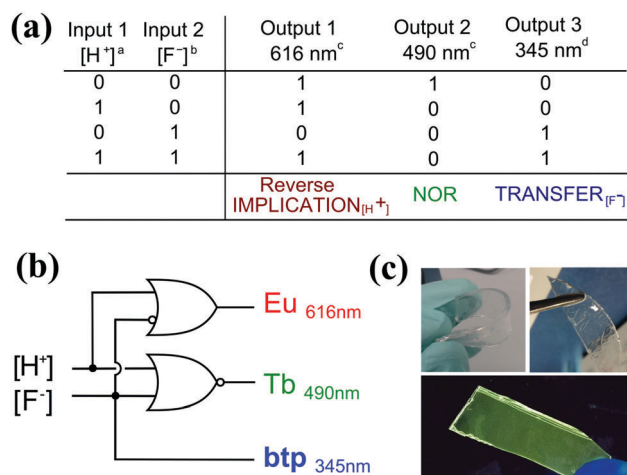 (a) Input 1 Input 2 Output 1 Output 2 Output 3
[H⁺]ᵃ [F⁻]ᵇ 616 nmᶜ 490 nmᶜ 345 nmᵈ
0 0 1 1 0
1 0 1 0 0
0 1 0 0 1
1 1 1 0 1
Reverse
IMPLICATION[H⁺] NOR TRANSFER[F⁻]
(b)
Eu 616nm
[H⁺]
[F⁻]
Tb 490nm
btp 345nm
(c)